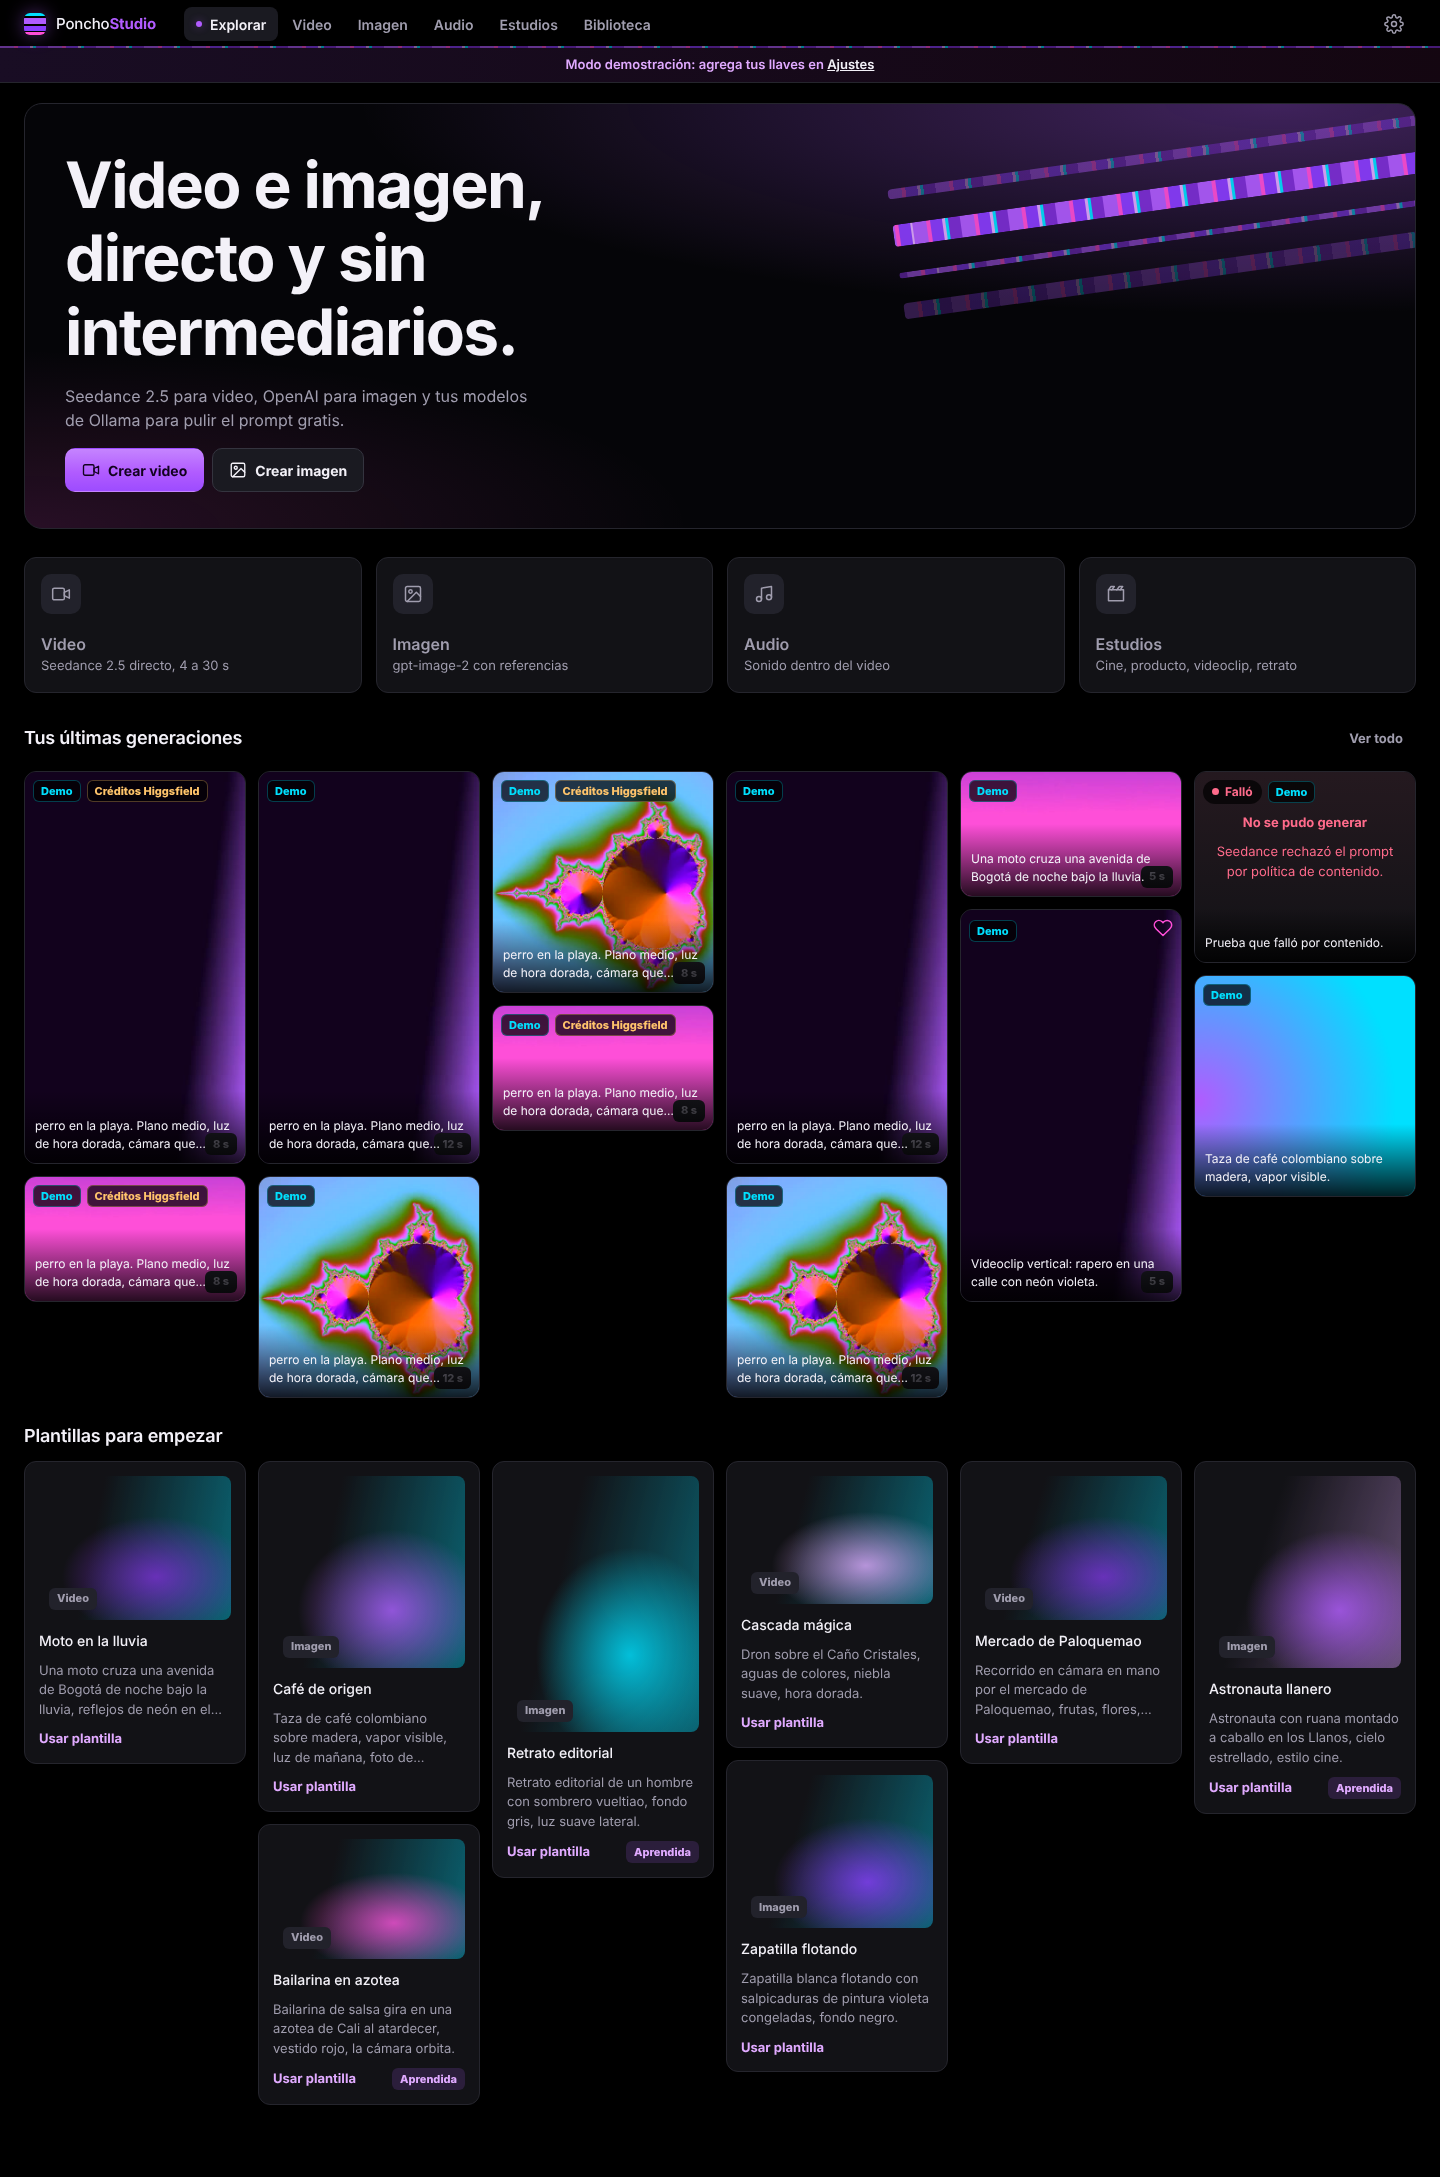 PonchoStudio
Explorar
Video
Imagen
Audio
Estudios
Biblioteca
Modo demostración: agrega tus llaves en Ajustes
Video e imagen,
directo y sin
intermediarios.
Seedance 2.5 para video, OpenAI para imagen y tus modelos
de Ollama para pulir el prompt gratis.
Crear video
Crear imagen
Video
Seedance 2.5 directo, 4 a 30 s
Imagen
gpt-image-2 con referencias
Audio
Sonido dentro del video
Estudios
Cine, producto, videoclip, retrato
Tus últimas generaciones
Ver todo
Demo
Créditos Higgsfield
perro en la playa. Plano medio, luz
de hora dorada, cámara que...
8 s
Demo
Créditos Higgsfield
perro en la playa. Plano medio, luz
de hora dorada, cámara que...
8 s
Demo
perro en la playa. Plano medio, luz
de hora dorada, cámara que...
12 s
Demo
perro en la playa. Plano medio, luz
de hora dorada, cámara que...
12 s
Demo
Créditos Higgsfield
perro en la playa. Plano medio, luz
de hora dorada, cámara que...
8 s
Demo
Créditos Higgsfield
perro en la playa. Plano medio, luz
de hora dorada, cámara que...
8 s
Demo
perro en la playa. Plano medio, luz
de hora dorada, cámara que...
12 s
Demo
perro en la playa. Plano medio, luz
de hora dorada, cámara que...
12 s
Demo
Una moto cruza una avenida de
Bogotá de noche bajo la lluvia.
5 s
Demo
Videoclip vertical: rapero en una
calle con neón violeta.
5 s
Falló
Demo
No se pudo generar
Seedance rechazó el prompt
por política de contenido.
Prueba que falló por contenido.
Demo
Taza de café colombiano sobre
madera, vapor visible.
Plantillas para empezar
Video
Moto en la lluvia
Una moto cruza una avenida
de Bogotá de noche bajo la
lluvia, reflejos de neón en el...
Usar plantilla
Imagen
Café de origen
Taza de café colombiano
sobre madera, vapor visible,
luz de mañana, foto de...
Usar plantilla
Video
Bailarina en azotea
Bailarina de salsa gira en una
azotea de Cali al atardecer,
vestido rojo, la cámara orbita.
Usar plantilla
Aprendida
Imagen
Retrato editorial
Retrato editorial de un hombre
con sombrero vueltiao, fondo
gris, luz suave lateral.
Usar plantilla
Aprendida
Video
Cascada mágica
Dron sobre el Caño Cristales,
aguas de colores, niebla
suave, hora dorada.
Usar plantilla
Imagen
Zapatilla flotando
Zapatilla blanca flotando con
salpicaduras de pintura violeta
congeladas, fondo negro.
Usar plantilla
Video
Mercado de Paloquemao
Recorrido en cámara en mano
por el mercado de
Paloquemao, frutas, flores,...
Usar plantilla
Imagen
Astronauta llanero
Astronauta con ruana montado
a caballo en los Llanos, cielo
estrellado, estilo cine.
Usar plantilla
Aprendida